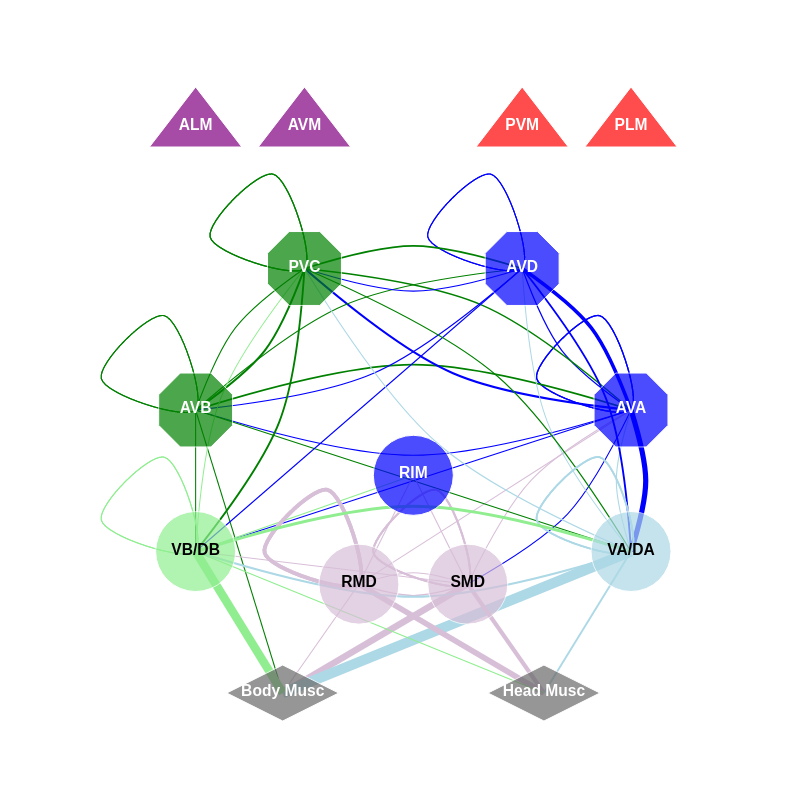 ALM
AVM
PVM
PLM
PVC
AVD
AVB
AVA
RIM
VB/DB
VA/DA
RMD
SMD
Body Musc
Head Musc